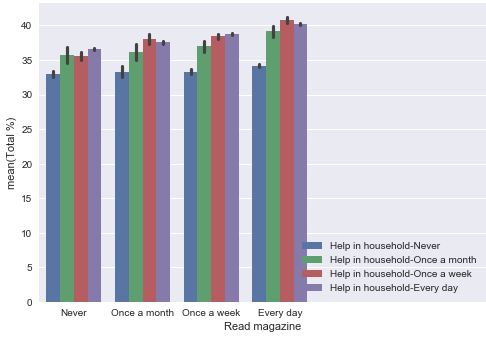 40
35
30
25
20
15
10
5
0
mean(Total %)
Help in household-Never
Help in household-Once a month
Help in household-Once a week
Help in household-Every day
Never Once a month Once a week Every day
Read magazine